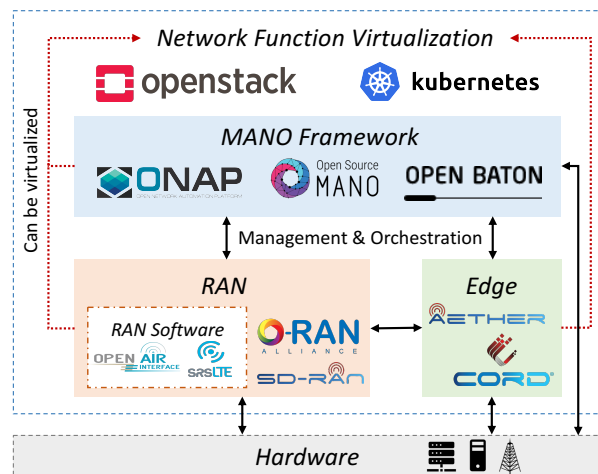 Network Function Virtualization
openstack
kubernetes
Can be virtualized
MANO Framework
ONAP
OPEN NETWORK AUTOMATION PLATFORM
Open Source
MANO
OPEN BATON
Management & Orchestration
RAN
RAN Software
OPEN AIR
INTERFACE
SRSLTE
O-RAN
ALLIANCE
SD-RAN
Edge
AETHER
CORD
Hardware